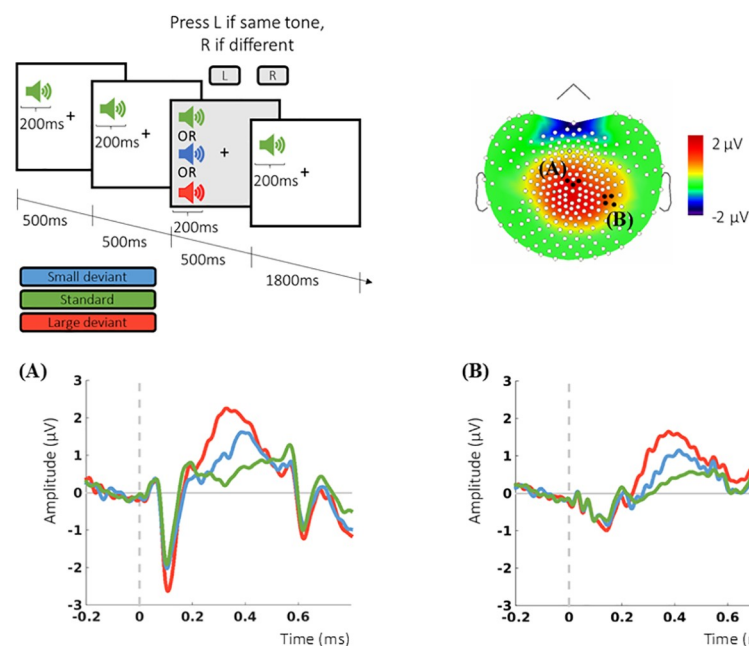 Press L if same tone,
R if different
L
R
200ms
+
200ms
+
OR
OR
+
200ms
200ms
+
500ms
500ms
500ms
1800ms
Small deviant
Standard
Large deviant
(A)
(B)
2 µV
-2 µV
(A)
3
2
1
0
-1
-2
-3
Amplitude (µV)
-0.2 0 0.2 0.4 0.6
Time (ms)
(B)
3
2
1
0
-1
-2
-3
Amplitude (µV)
-0.2 0 0.2 0.4 0.6